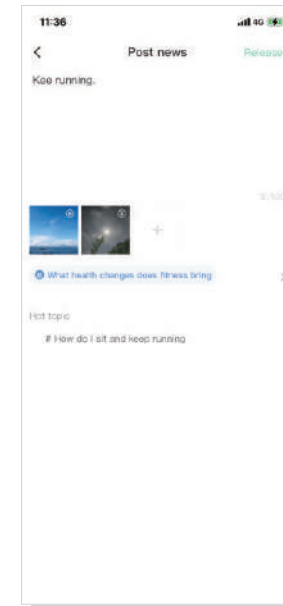 11:36
4G
Post news
Release
Kee running.
What health changes does fitness bring
Hot topic
# How do I sit and keep running